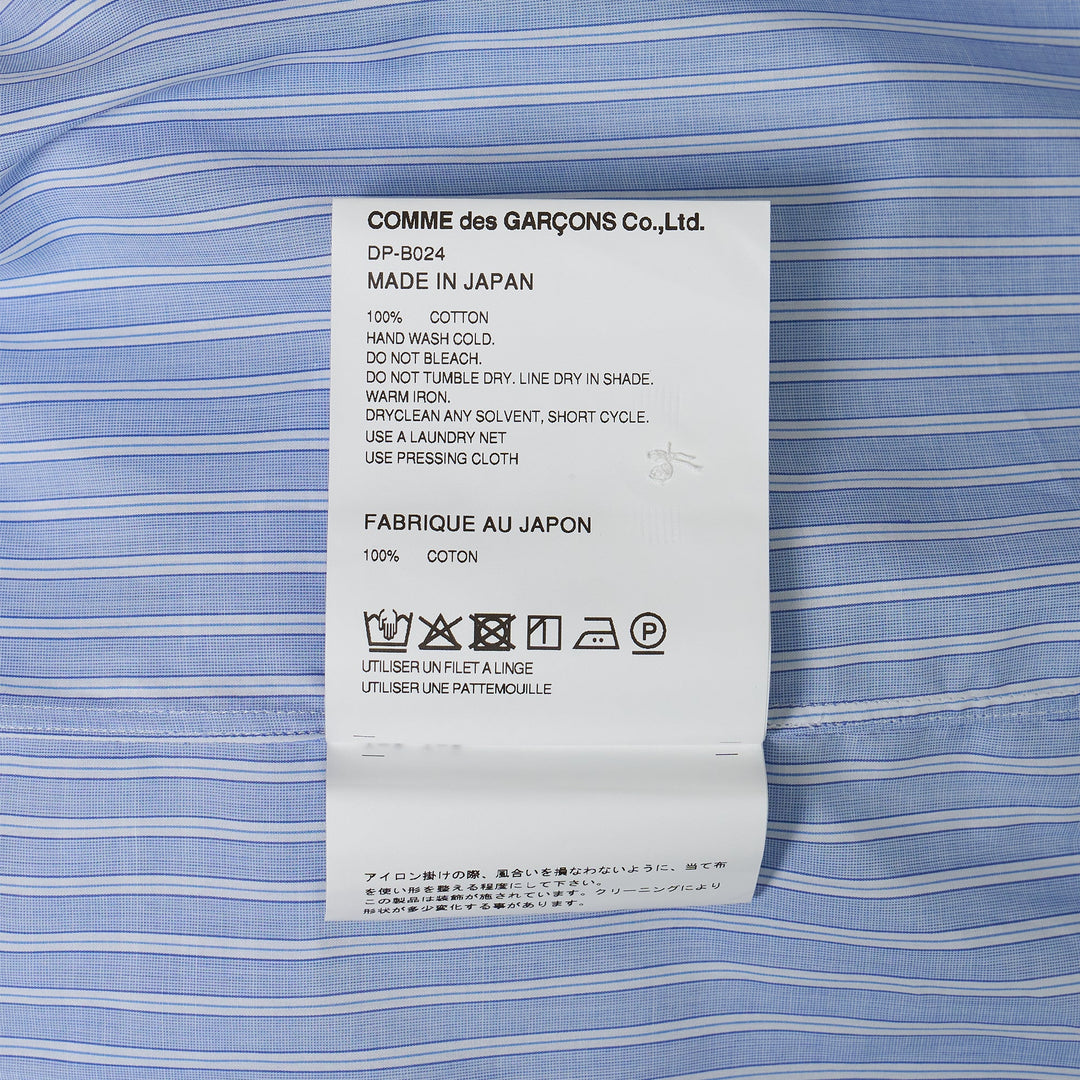 COMME des GARÇONS Co.,Ltd.
DP-B024
MADE IN JAPAN
100% COTTON
HAND WASH COLD.
DO NOT BLEACH.
DO NOT TUMBLE DRY. LINE DRY IN SHADE.
WARM IRON.
DRYCLEAN ANY SOLVENT, SHORT CYCLE.
USE A LAUNDRY NET
USE PRESSING CLOTH
FABRIQUE AU JAPON
100% COTON
P
UTILISER UN FILET A LINGE
UTILISER UNE PATTEMOUILLE
アイロン掛けの際、風合いを損なわないように、当て布
を使い形を整える程度にして下さい。
この製品は装飾が施されています。クリーニングにより
形状が多少変化する事があります。